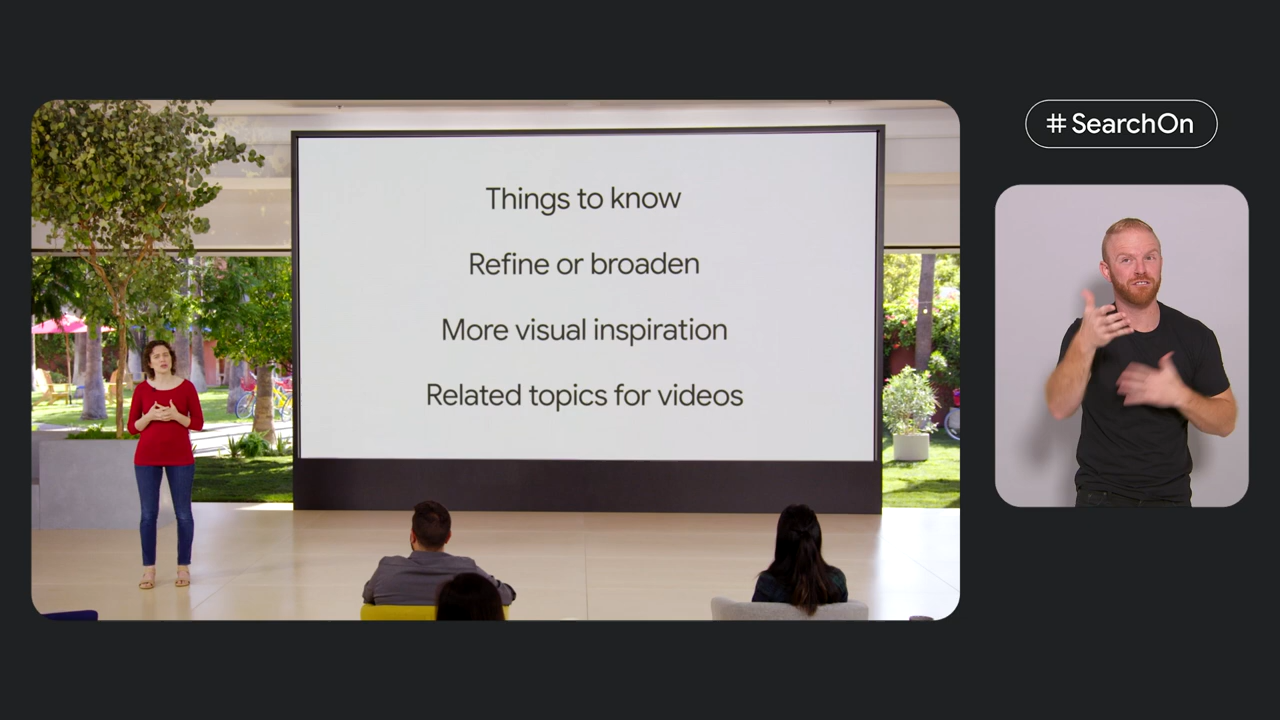 Things to know
Refine or broaden
More visual inspiration
Related topics for videos
#SearchOn